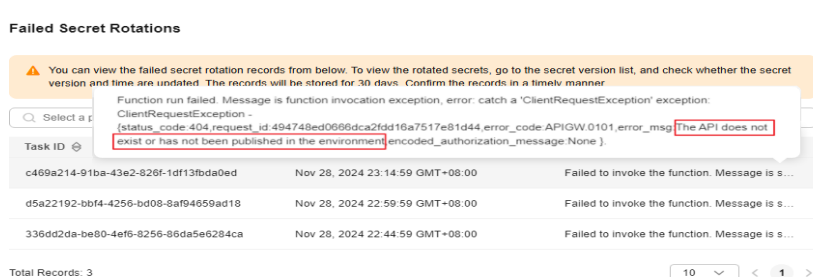 Failed Secret Rotations
You can view the failed secret rotation records from below. To view the rotated secrets, go to the secret version list, and check whether the secret
version and time are updated. The records will be stored for 30 days. Confirm the records in a timely manner
Function run failed. Message is function invocation exception, error: catch a 'ClientRequestException' exception:
ClientRequestException -
{status_code:404,request_id:494748ed0666dca2fdd16a7517e81d44,error_code:APIGW.0101,error_msg:The API does not
exist or has not been published in the environment,encoded_authorization_message:None }.
Select a p
Task ID
c469a214-91ba-43e2-826f-1df13fbda0ed Nov 28, 2024 23:14:59 GMT+08:00 Failed to invoke the function. Message is s...
d5a22192-bbf4-4256-bd08-8af94659ad18 Nov 28, 2024 22:59:59 GMT+08:00 Failed to invoke the function. Message is s...
336dd2da-be80-4ef6-8256-86da5e6284ca Nov 28, 2024 22:44:59 GMT+08:00 Failed to invoke the function. Message is s...
Total Records: 3 10 < 1 >